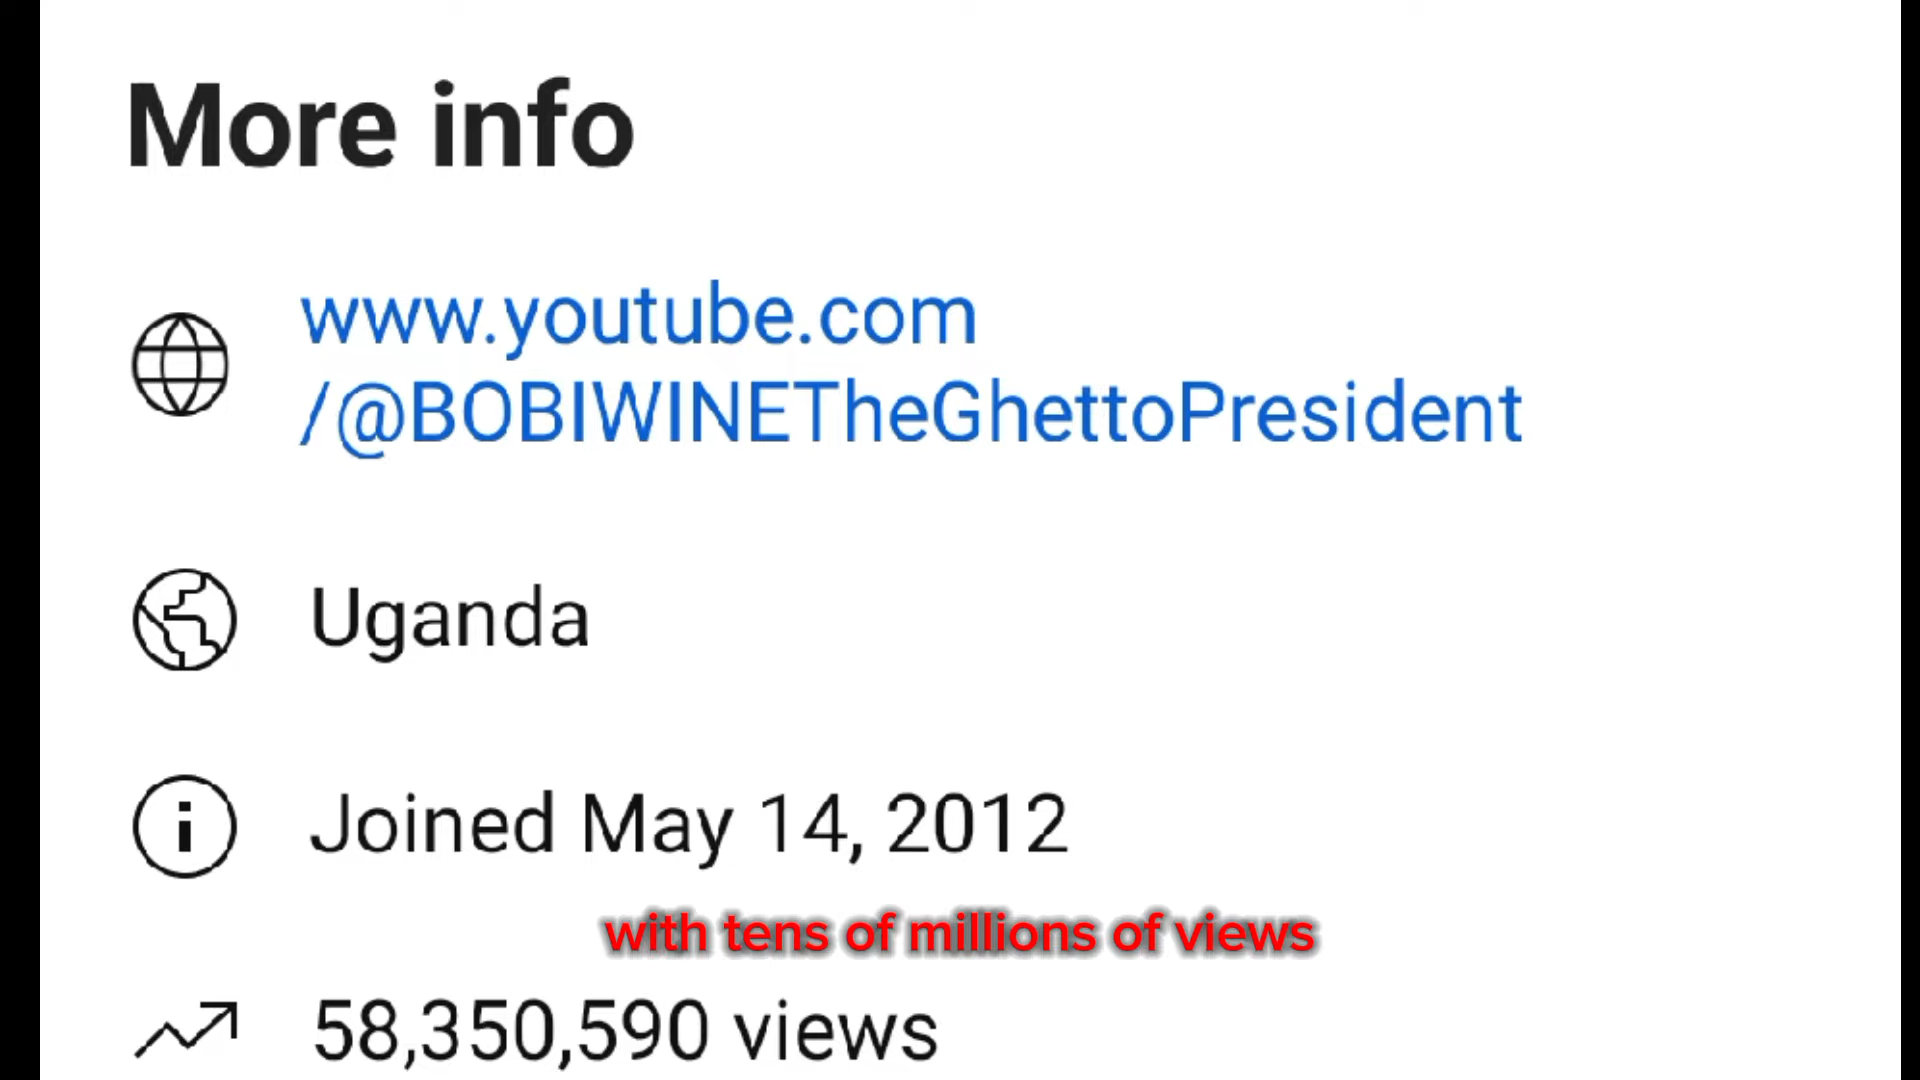 More info
www.youtube.com
/@BOBIWINETheGhettoPresident
Uganda
Joined May 14, 2012
with tens of millions of views
58,350,590 views